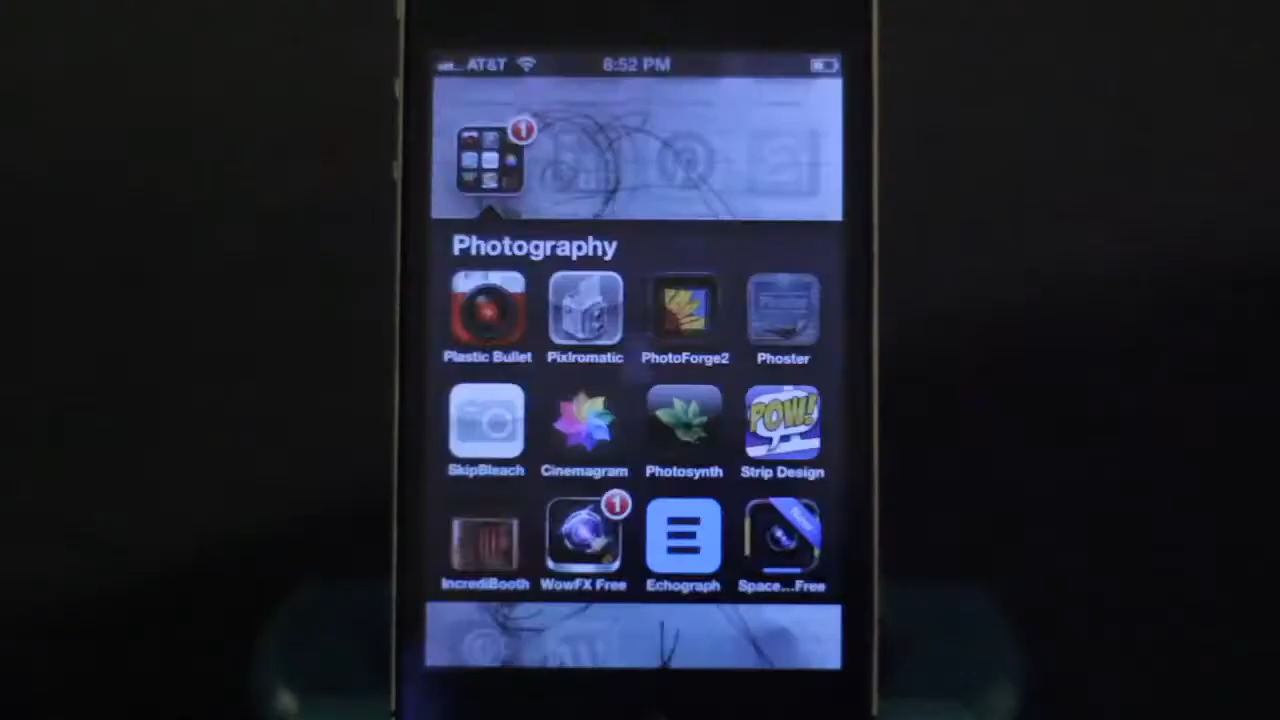 AT&T 8:52 PM
1
Photography
Plastic Bullet Pixlromatic PhotoForge2 Phoster
POW!
SkipBleach Cinemagram Photosynth Strip Design
1
IncrediBooth WowFX Free Echograph Space...Free